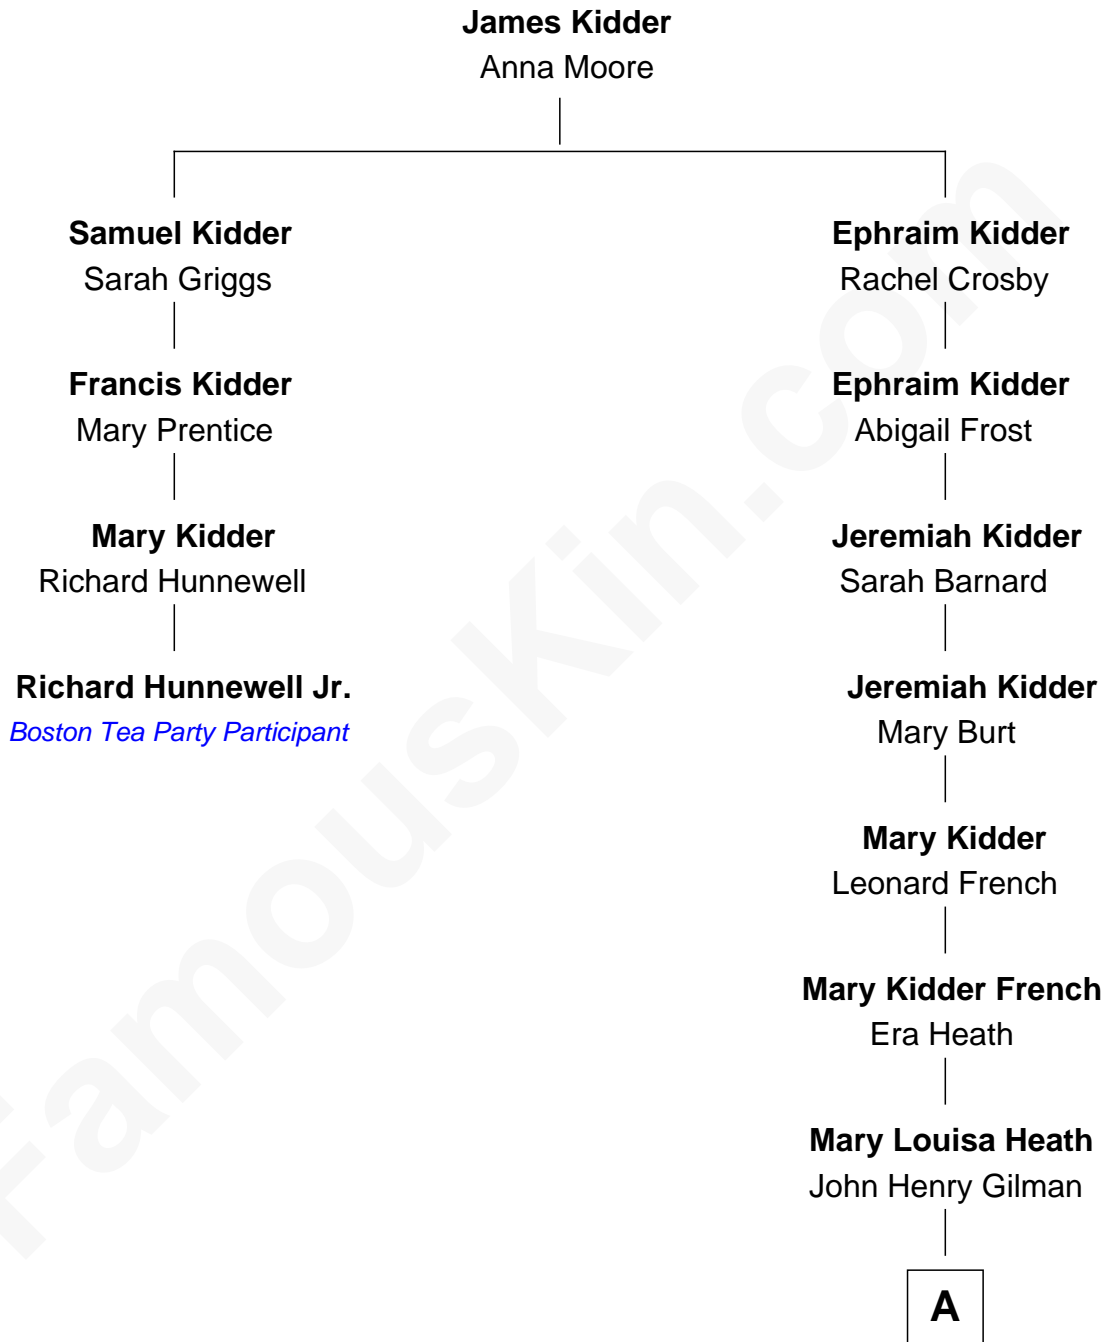 James Kidder
Anna Moore
Samuel Kidder
Sarah Griggs
Francis Kidder
Mary Prentice
Mary Kidder
Richard Hunnewell
Richard Hunnewell Jr.
Boston Tea Party Participant
Ephraim Kidder
Rachel Crosby
Ephraim Kidder
Abigail Frost
Jeremiah Kidder
Sarah Barnard
Jeremiah Kidder
Mary Burt
Mary Kidder
Leonard French
Mary Kidder French
Era Heath
Mary Louisa Heath
John Henry Gilman
A
FamousKin.com